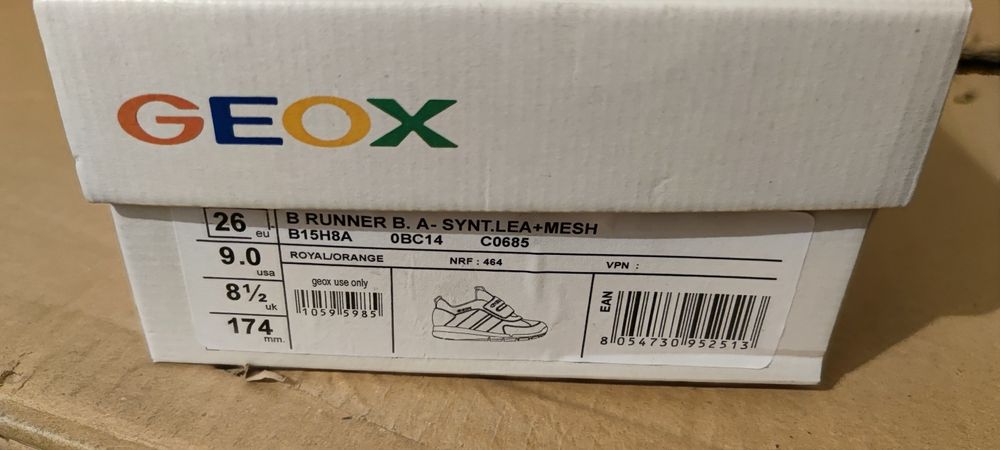 GEOX
26 eu
9.0 usa
8½ uk
174 mm.
B RUNNER B. A- SYNT.LEA+MESH
B15H8A 0BC14 C0685
ROYAL/ORANGE NRF : 464 VPN :
geox use only
10595985
EAN
8 054730 952513